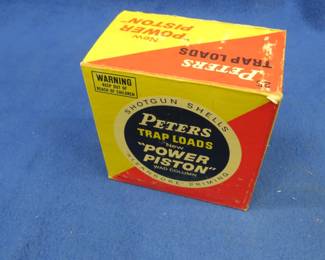 New
"POWER
PISTON"
PETERS
TRAP LOADS
WARNING
KEEP OUT OF
REACH OF CHILDREN
SHOTGUN SHELLS
PETERS
TRAP LOADS
New
"POWER
PISTON"
WAD COLUMN
PRIMING